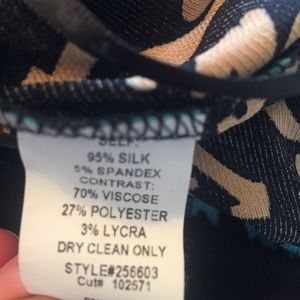 SELF:
95% SILK
5% SPANDEX
CONTRAST:
70% VISCOSE
27% POLYESTER
3% LYCRA
DRY CLEAN ONLY
STYLE#256603
Cut# 102571